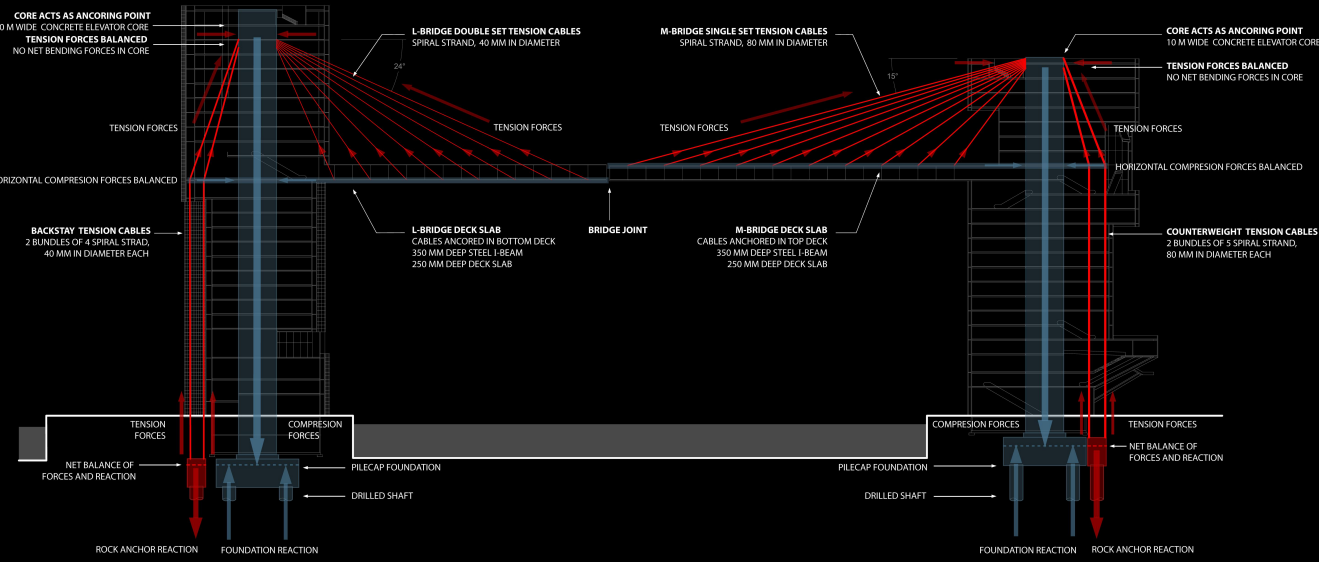 CORE ACTS AS ANCORING POINT
0 M WIDE CONCRETE ELEVATOR CORE
TENSION FORCES BALANCED
NO NET BENDING FORCES IN CORE
L-BRIDGE DOUBLE SET TENSION CABLES
SPIRAL STRAND, 40 MM IN DIAMETER
M-BRIDGE SINGLE SET TENSION CABLES
SPIRAL STRAND, 80 MM IN DIAMETER
CORE ACTS AS ANCORING POINT
10 M WIDE CONCRETE ELEVATOR CORE
TENSION FORCES BALANCED
NO NET BENDING FORCES IN CORE
24°
15°
TENSION FORCES
TENSION FORCES
TENSION FORCES
TENSION FORCES
ORIZONTAL COMPRESION FORCES BALANCED
HORIZONTAL COMPRESION FORCES BALANCED
BACKSTAY TENSION CABLES
2 BUNDLES OF 4 SPIRAL STRAD,
40 MM IN DIAMETER EACH
L-BRIDGE DECK SLAB
CABLES ANCORED IN BOTTOM DECK
350 MM DEEP STEEL I-BEAM
250 MM DEEP DECK SLAB
BRIDGE JOINT
M-BRIDGE DECK SLAB
CABLES ANCHORED IN TOP DECK
350 MM DEEP STEEL I-BEAM
250 MM DEEP DECK SLAB
COUNTERWEIGHT TENSION CABLES
2 BUNDLES OF 5 SPIRAL STRAND,
80 MM IN DIAMETER EACH
TENSION
FORCES
COMPRESION
FORCES
COMPRESION FORCES
TENSION FORCES
NET BALANCE OF
FORCES AND REACTION
PILECAP FOUNDATION
PILECAP FOUNDATION
NET BALANCE OF
FORCES AND REACTION
DRILLED SHAFT
DRILLED SHAFT
ROCK ANCHOR REACTION
FOUNDATION REACTION
FOUNDATION REACTION
ROCK ANCHOR REACTION